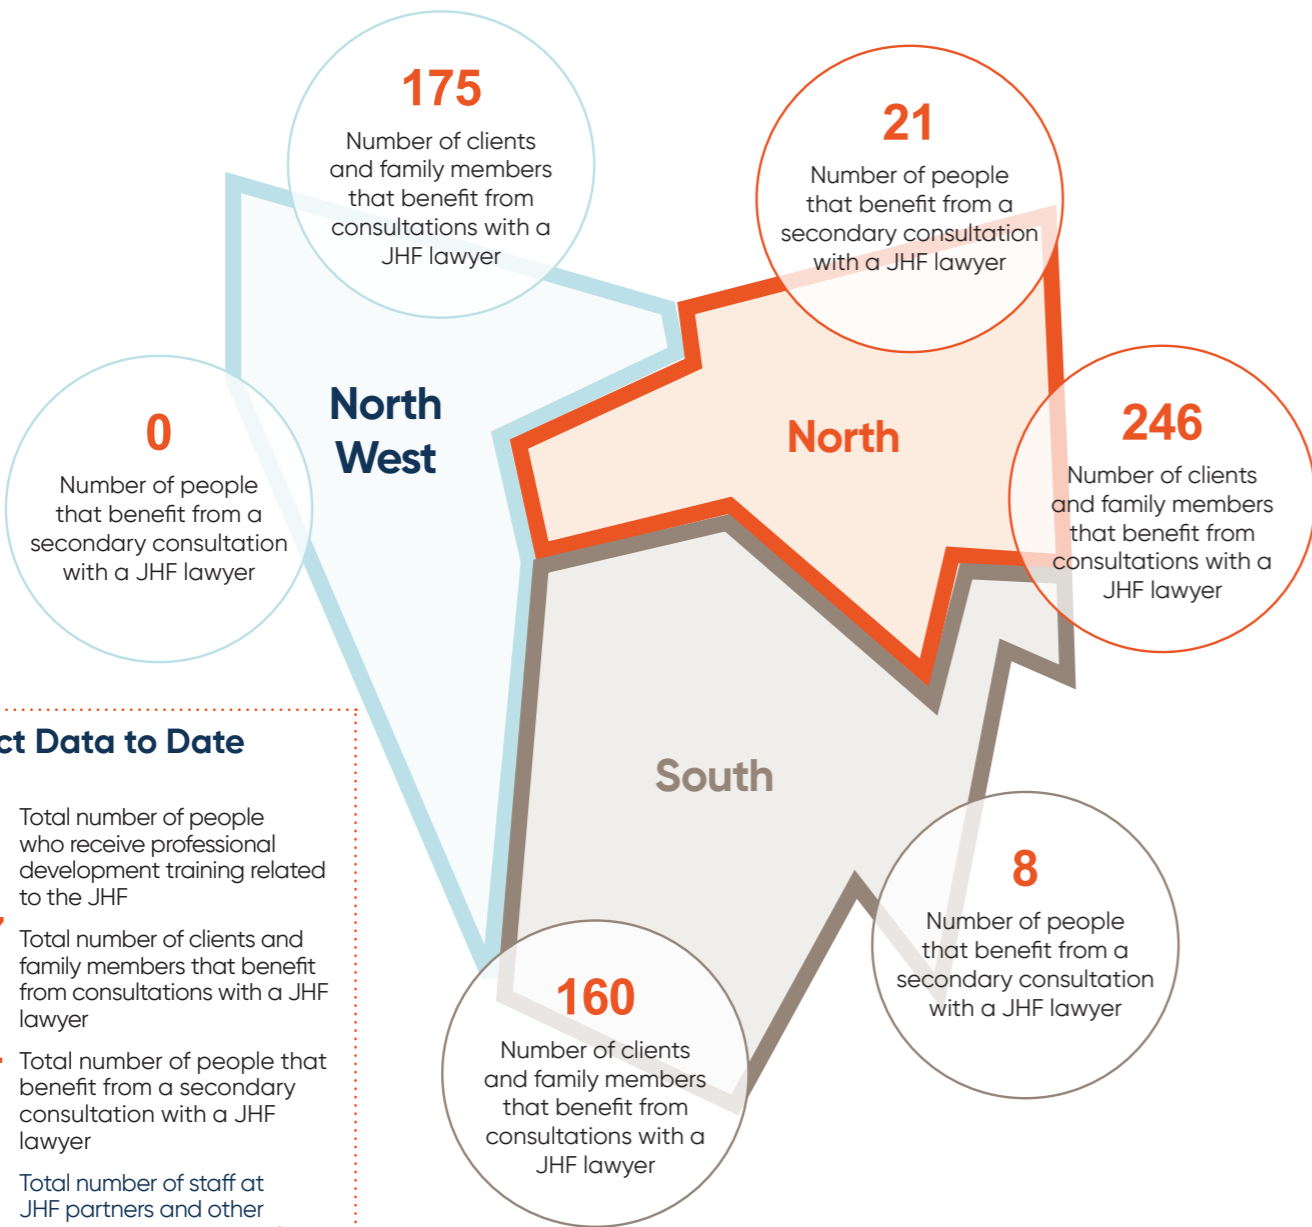 175
Number of clients
and family members
that benefit from
consultations with a
JHF lawyer
21
Number of people
that benefit from a
secondary consultation
with a JHF lawyer
0
Number of people
that benefit from a
secondary consultation
with a JHF lawyer
North
West
North
246
Number of clients
and family members
that benefit from
consultations with a
JHF lawyer
South
8
Number of people
that benefit from a
secondary consultation
with a JHF lawyer
160
Number of clients
and family members
that benefit from
consultations with a
JHF lawyer
Data to Date
Total number of people
who receive professional
development training related
to the JHF
Total number of clients and
family members that benefit
from consultations with a JHF
lawyer
Total number of people that
benefit from a secondary
consultation with a JHF
lawyer
Total number of staff at
JHF partners and other